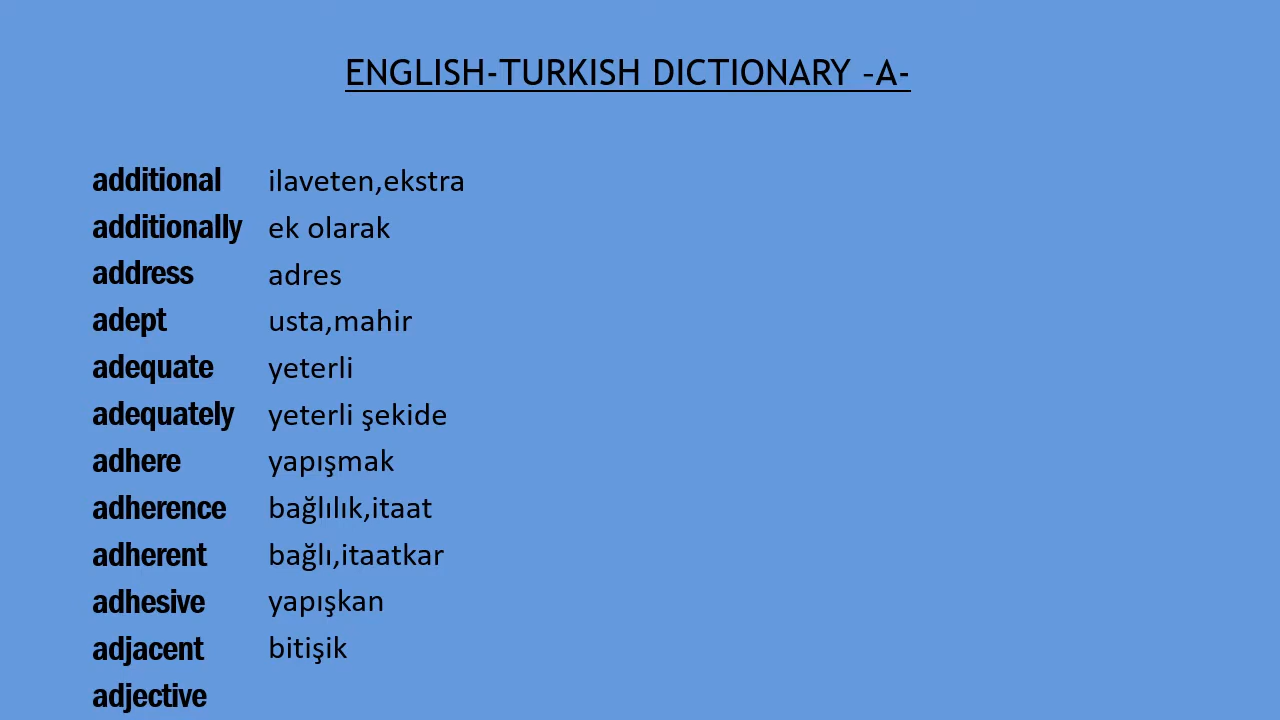 ENGLISH-TURKISH DICTIONARY –A-
additional ilaveten,ekstra
additionally ek olarak
address adres
adept usta,mahir
adequate yeterli
adequately yeterli şekide
adhere yapışmak
adherence bağlılık,itaat
adherent bağlı,itaatkar
adhesive yapışkan
adjacent bitişik
adjective